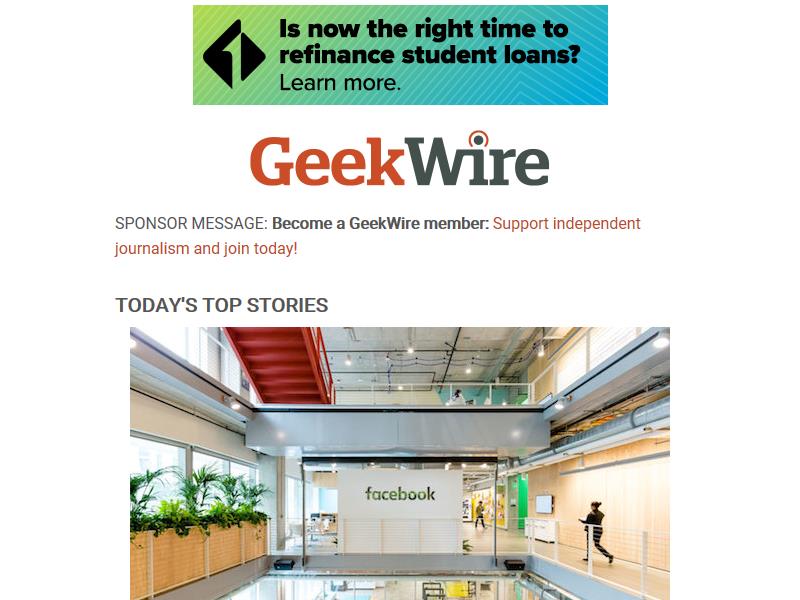 Is now the right time to
refinance student loans?
Learn more.
GeekWire
SPONSOR MESSAGE: Become a GeekWire member: Support independent
journalism and join today!
TODAY'S TOP STORIES
facebook